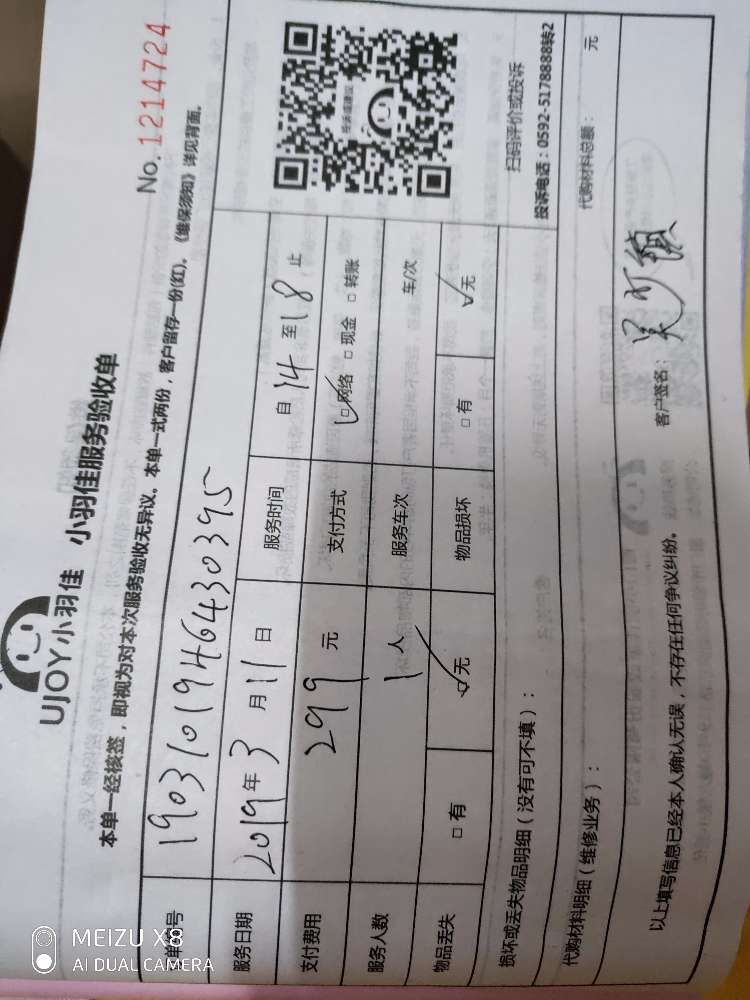 UJOY小羽佳 小羽佳服务验收单
No.1214724
本单一经核签，即视为对本次服务验收无异议。本单一式两份，客户留存一份(红)。《维保须知》详见背面。
单号 1903101946430395
服务日期 2019年3月11日 服务时间 自14至18止
支付费用 299元 支付方式 □网络 □现金 □转账
服务人数 1人 服务车次 车/次
物品丢失 □有 □无 物品损坏 □有 □无
投诉或建议
扫码评价或投诉
投诉电话：0592-5178888转2
损坏或丢失物品明细（没有可不填）：
代购材料明细（维修业务）： 代购材料总额： 元
以上填写信息已经本人确认无误，不存在任何争议纠纷。 客户签名：
MEIZU X8
AI DUAL CAMERA